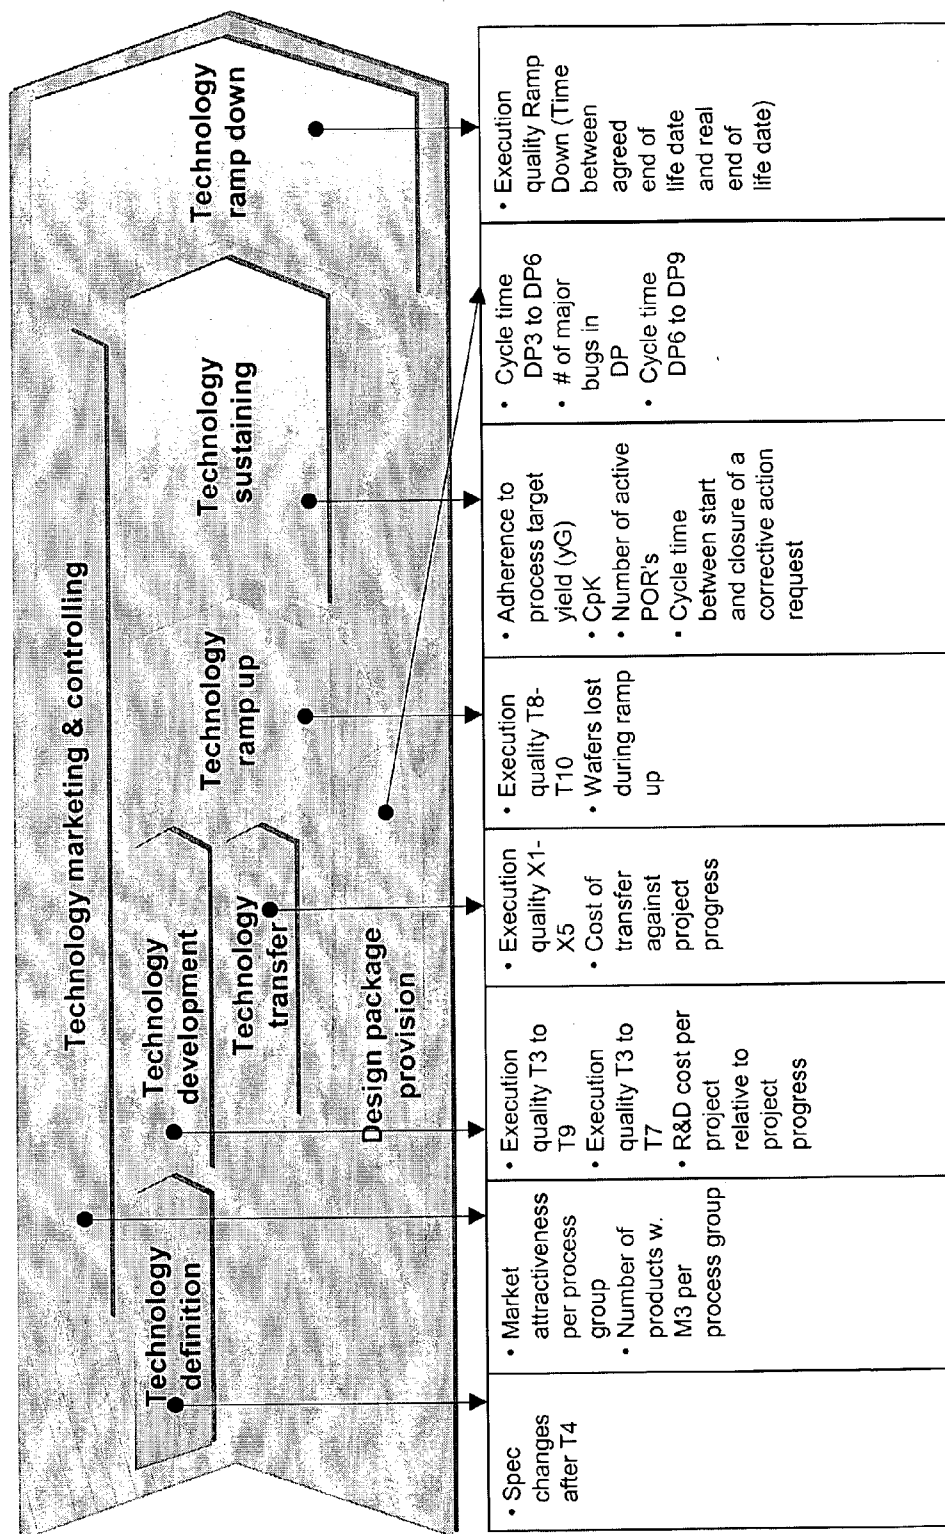 Technology marketing & controlling
Technology
definition
Technology
development
Technology
transfer
Technology
ramp up
Technology
sustaining
Technology
ramp down
Design package
provision
• Spec
changes
after T4
• Market
attractiveness
per process
group
• Number of
products w.
M3 per
process group
• Execution
quality T3 to
T9
• Execution
quality T3 to
T7
• R&D cost per
project
relative to
project
progress
• Execution
quality X1-
X5
• Cost of
transfer
against
project
progress
• Execution
quality T8-
T10
• Wafers lost
during ramp
up
• Adherence to
process target
yield (yG)
• CpK
• Number of active
POR's
• Cycle time
between start
and closure of a
corrective action
request
• Cycle time
DP3 to DP6
• # of major
bugs in
DP
• Cycle time
DP6 to DP9
• Execution
quality Ramp
Down (Time
between
agreed
end of
life date
and real
end of
life date)